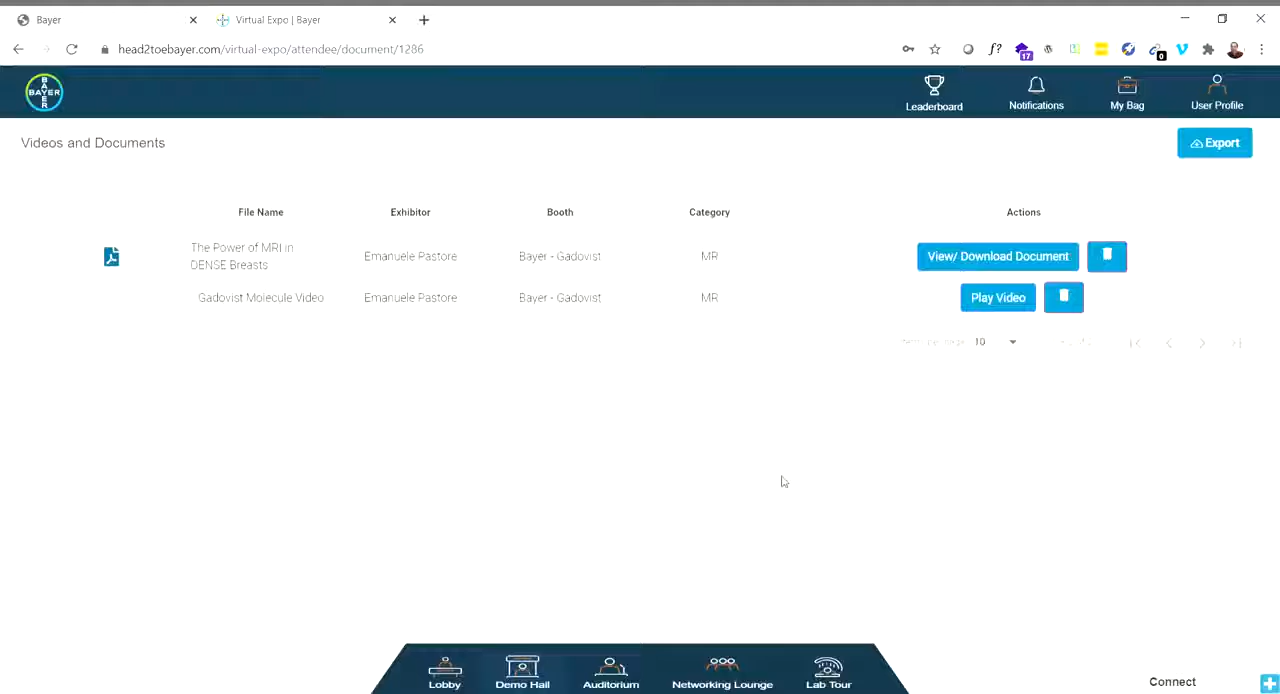 Bayer
Virtual Expo | Bayer
head2toebayer.com/virtual-expo/attendee/document/1286
f?
17
0
BAYER
BAYER
Leaderboard
Notifications
My Bag
User Profile
Videos and Documents
Export
File Name
Exhibitor
Booth
Category
Actions
The Power of MRI in
DENSE Breasts
Emanuele Pastore
Bayer - Gadovist
MR
View/ Download Document
Gadovist Molecule Video
Emanuele Pastore
Bayer - Gadovist
MR
Play Video
10
Lobby
Demo Hall
Auditorium
Networking Lounge
Lab Tour
Connect